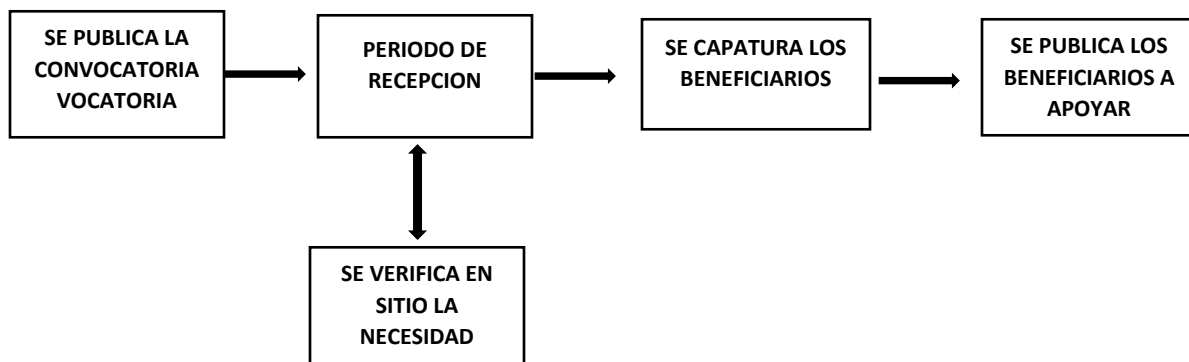 SE PUBLICA LA
CONVOCATORIA
VOCATORIA
PERIODO DE
RECEPCION
SE CAPATURA LOS
BENEFICIARIOS
SE PUBLICA LOS
BENEFICIARIOS A
APOYAR
SE VERIFICA EN
SITIO LA
NECESIDAD